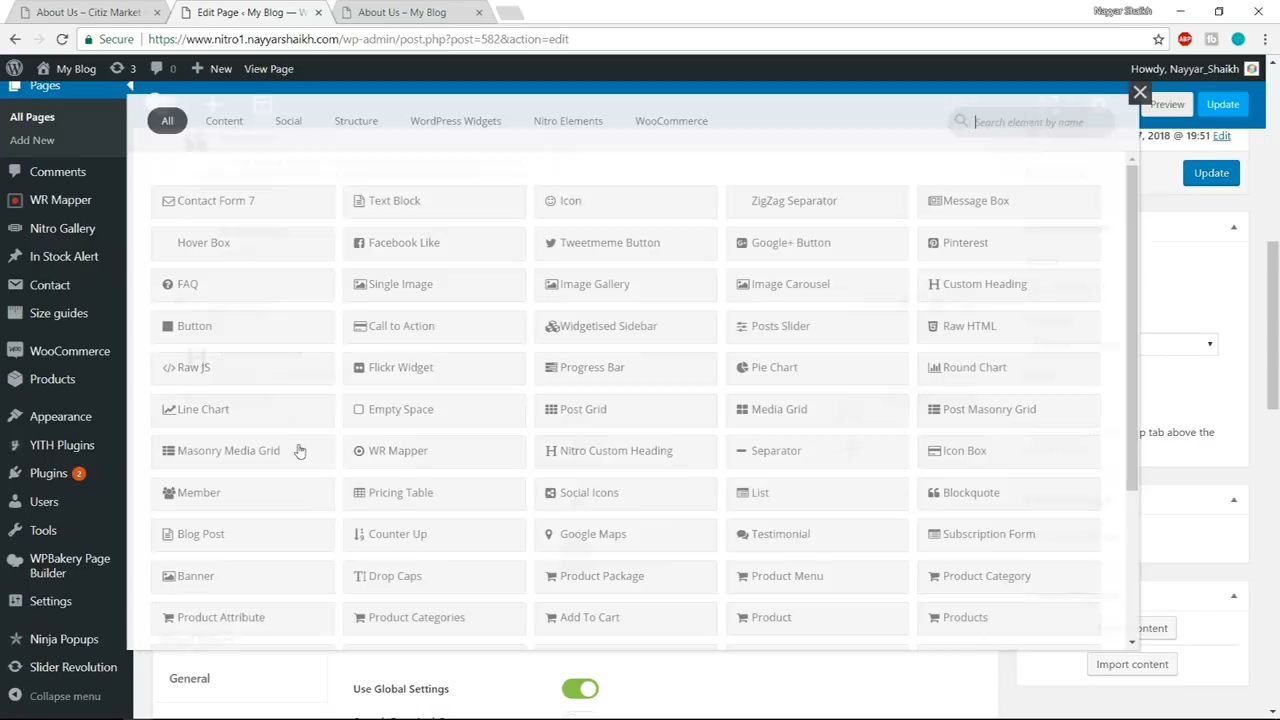 About Us – Citiz Market
Edit Page ‹ My Blog — W
About Us – My Blog
Nayyar Shaikh
Secure
https://www.nitro1.nayyarshaikh.com/wp-admin/post.php?post=582&action=edit
My Blog
3
0
New
View Page
Howdy, Nayyar_Shaikh
Pages
All Pages
Add New
Comments
WR Mapper
Nitro Gallery
In Stock Alert
Contact
Size guides
WooCommerce
Products
Appearance
YITH Plugins
Plugins 2
Users
Tools
WPBakery Page
Builder
Settings
Ninja Popups
Slider Revolution
Collapse menu
All
Content
Social
Structure
WordPress Widgets
Nitro Elements
WooCommerce
Search element by name
Preview
Update
7, 2018 @ 19:51 Edit
Update
Contact Form 7
Text Block
Icon
ZigZag Separator
Message Box
Hover Box
Facebook Like
Tweetmeme Button
Google+ Button
Pinterest
FAQ
Single Image
Image Gallery
Image Carousel
Custom Heading
Button
Call to Action
Widgetised Sidebar
Posts Slider
Raw HTML
Raw JS
Flickr Widget
Progress Bar
Pie Chart
Round Chart
Line Chart
Empty Space
Post Grid
Media Grid
Post Masonry Grid
Masonry Media Grid
WR Mapper
Nitro Custom Heading
Separator
Icon Box
Member
Pricing Table
Social Icons
List
Blockquote
Blog Post
Counter Up
Google Maps
Testimonial
Subscription Form
Banner
Drop Caps
Product Package
Product Menu
Product Category
Product Attribute
Product Categories
Add To Cart
Product
Products
p tab above the
ontent
Import content
General
Use Global Settings